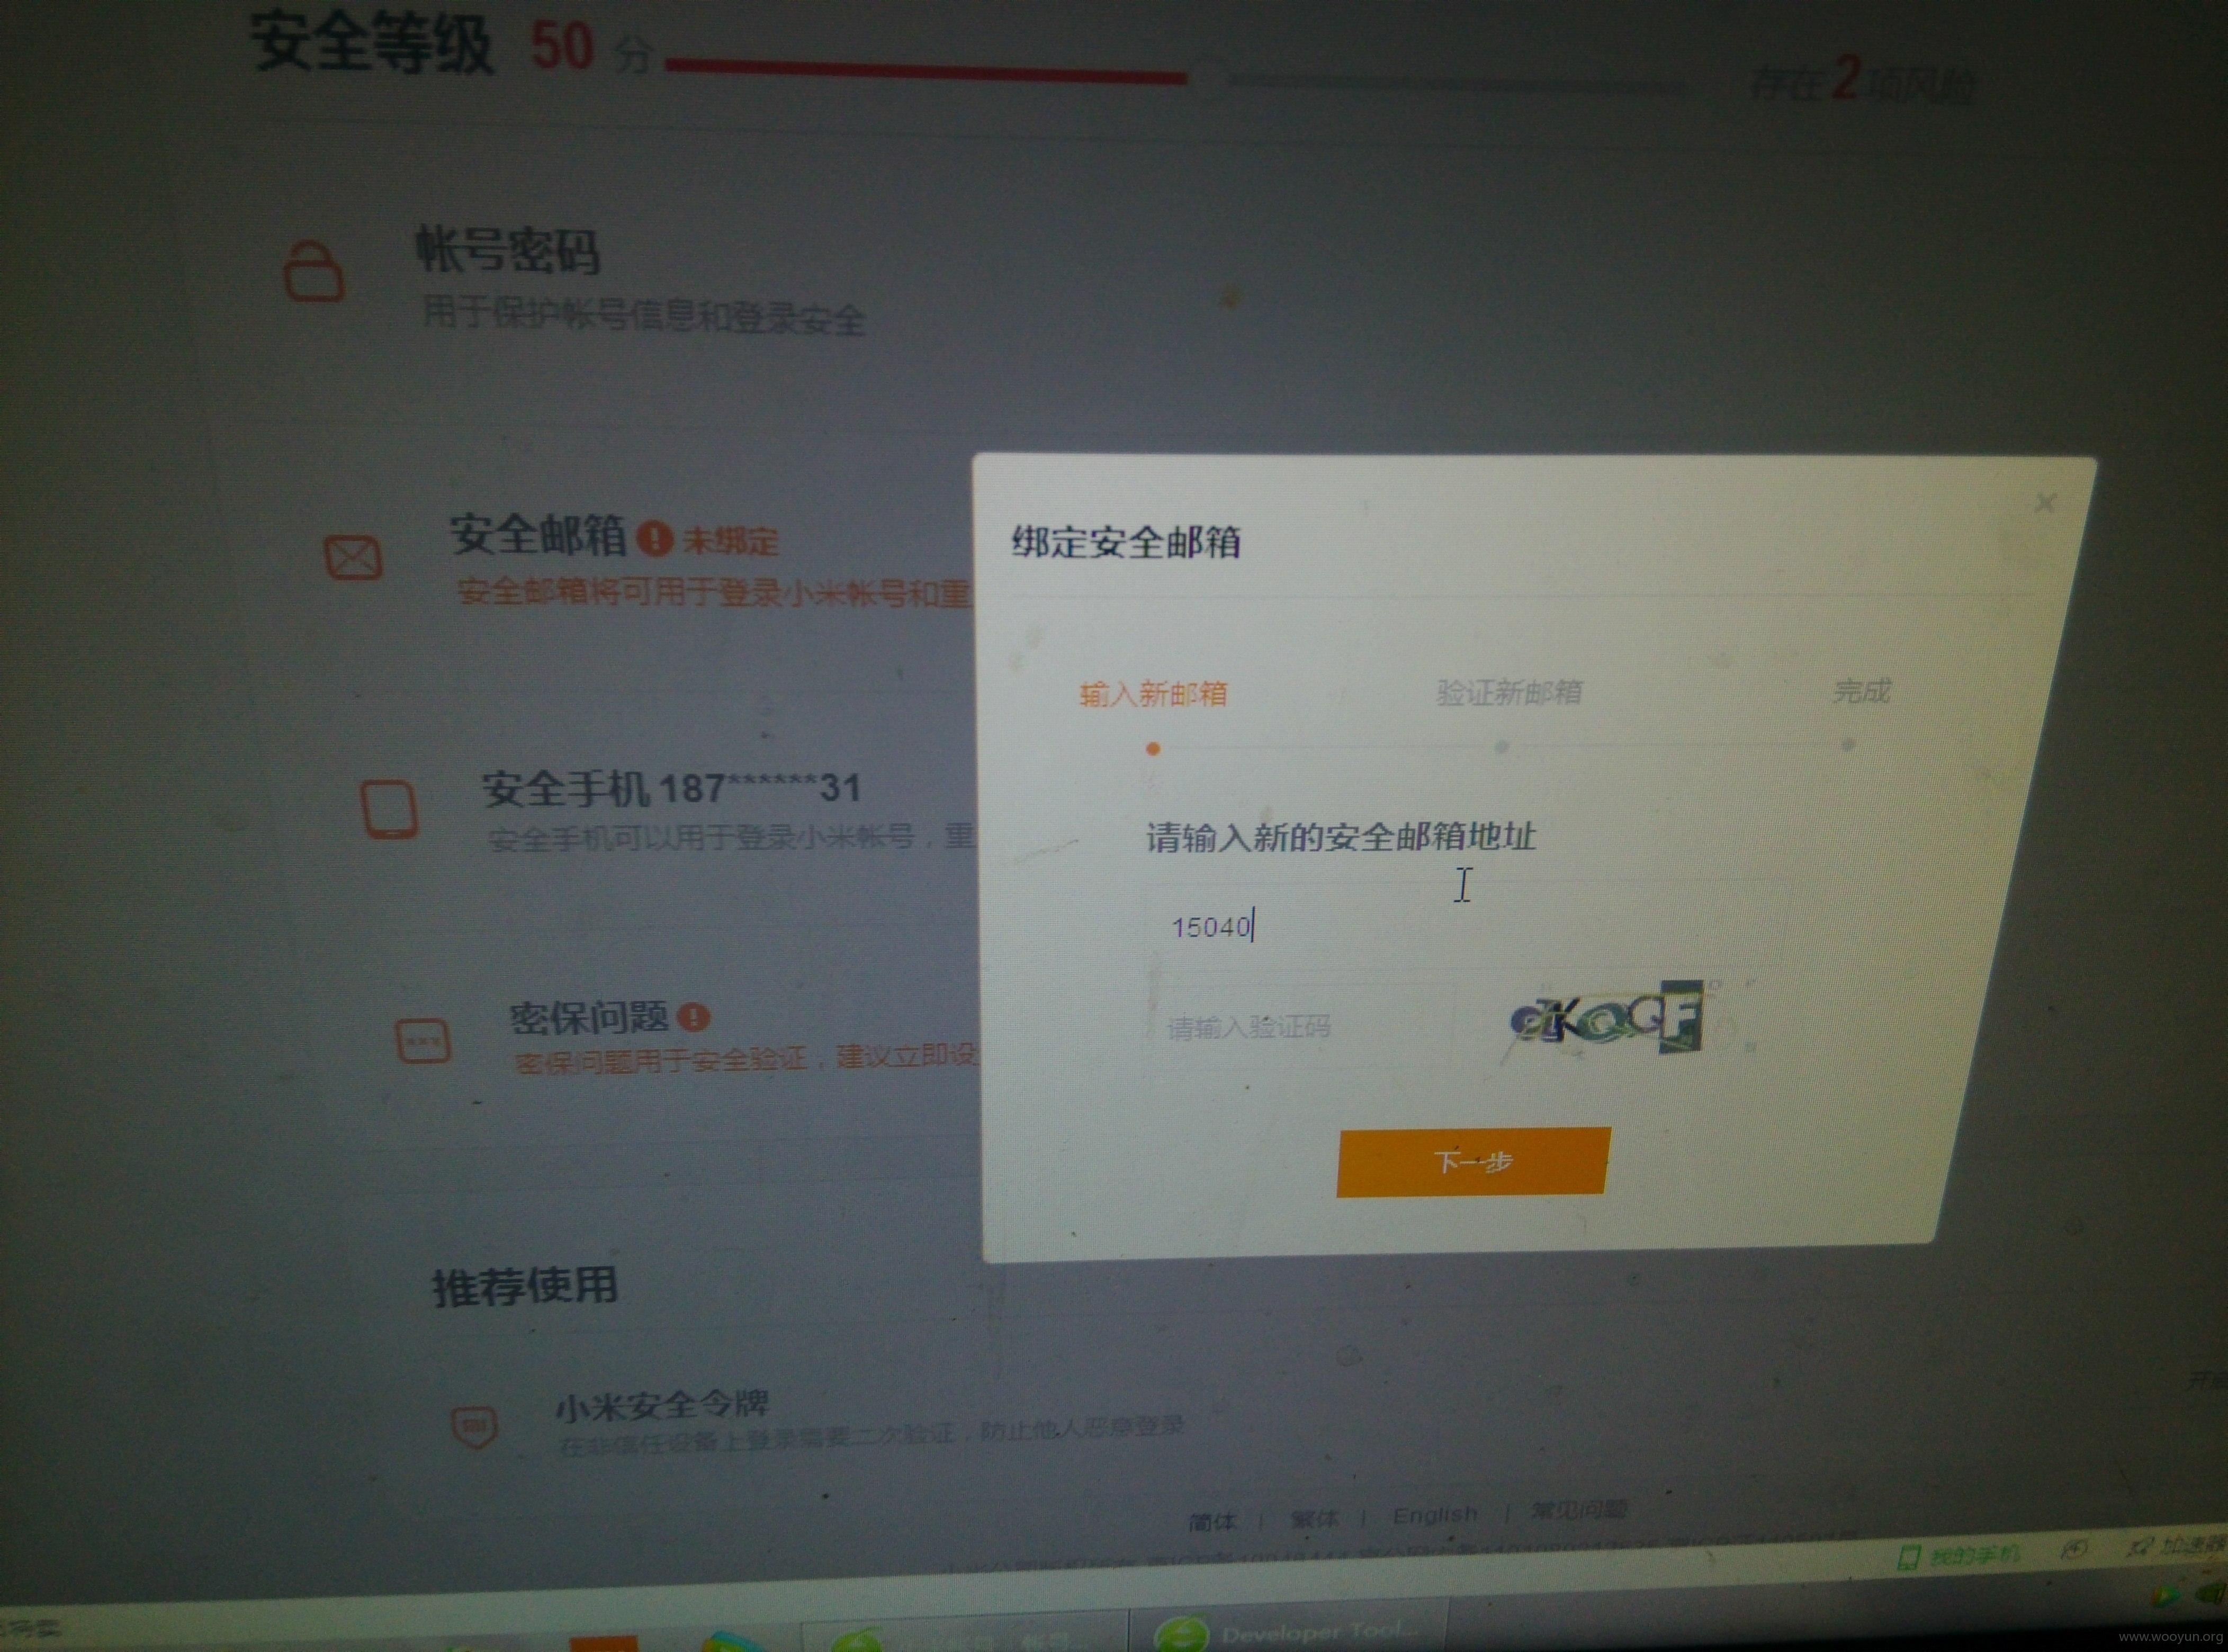 安全等级 50 分
存在2项风险
帐号密码
用于保护帐号信息和登录安全
安全邮箱 未绑定
安全邮箱将可用于登录小米帐号和重
安全手机 187******31
安全手机可以用于登录小米帐号，重
密保问题
密保问题用于安全验证，建议立即设
绑定安全邮箱
输入新邮箱 验证新邮箱 完成
请输入新的安全邮箱地址
15040
请输入验证码
下一步
推荐使用
小米安全令牌
在非信任设备上登录需要二次验证，防止他人恶意登录
简体 | 繁体 | English | 常见问题
我的手机 加速器
Developer Tool...
www.wooyun.org